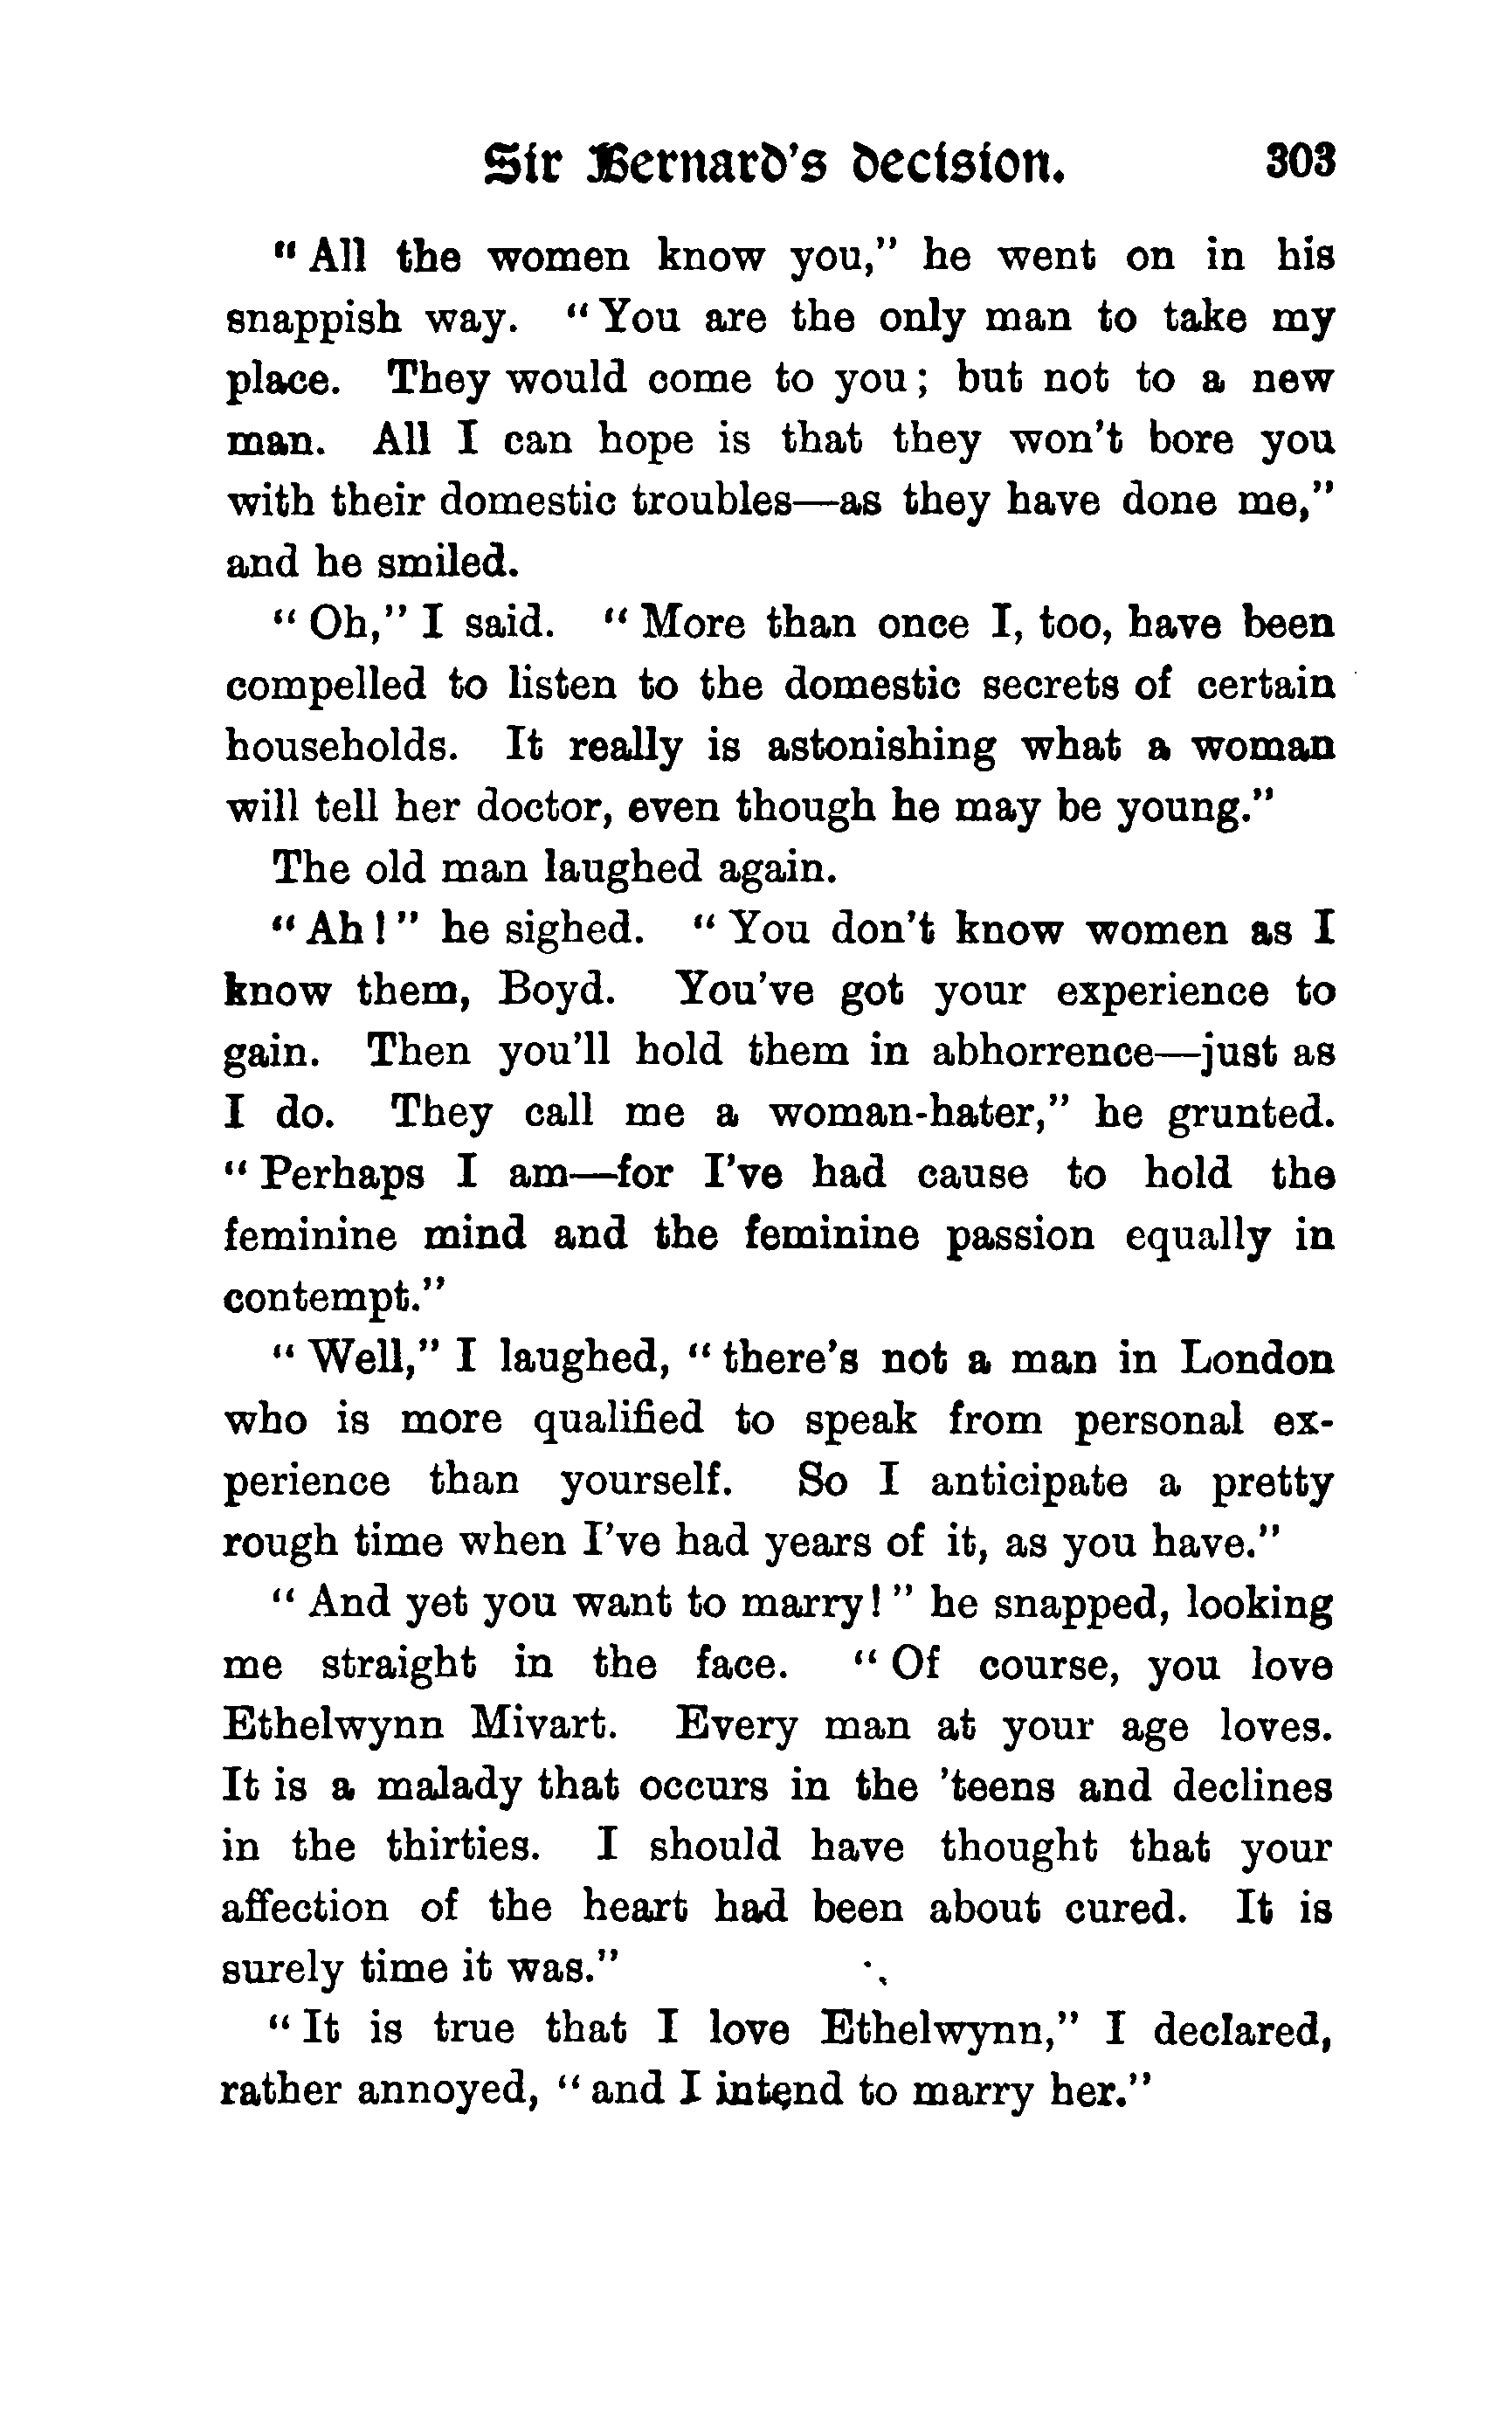 Sir Bernard's decision. 303
"All the women know you," he went on in his
snappish way. "You are the only man to take my
place. They would come to you; but not to a new
man. All I can hope is that they won't bore you
with their domestic troubles—as they have done me,"
and he smiled.
"Oh," I said. "More than once I, too, have been
compelled to listen to the domestic secrets of certain
households. It really is astonishing what a woman
will tell her doctor, even though he may be young."
The old man laughed again.
"Ah!" he sighed. "You don't know women as I
know them, Boyd. You've got your experience to
gain. Then you'll hold them in abhorrence—just as
I do. They call me a woman-hater," he grunted.
"Perhaps I am—for I've had cause to hold the
feminine mind and the feminine passion equally in
contempt."
"Well," I laughed, "there's not a man in London
who is more qualified to speak from personal ex-
perience than yourself. So I anticipate a pretty
rough time when I've had years of it, as you have."
"And yet you want to marry!" he snapped, looking
me straight in the face. "Of course, you love
Ethelwynn Mivart. Every man at your age loves.
It is a malady that occurs in the 'teens and declines
in the thirties. I should have thought that your
affection of the heart had been about cured. It is
surely time it was."
"It is true that I love Ethelwynn," I declared,
rather annoyed, "and I intend to marry her."